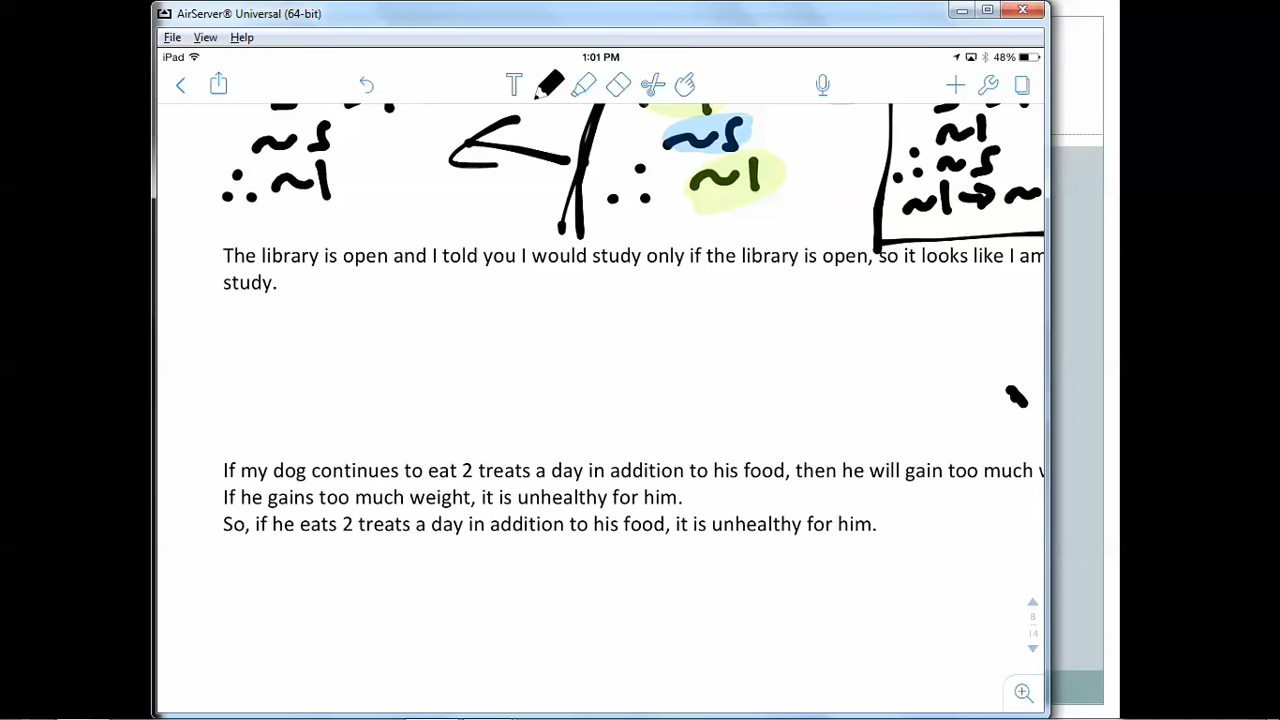 AirServer® Universal (64-bit)
File View Help
iPad 1:01 PM 48%
T
~s ~s ~l
∴ ~l ∴ ~l ∴ ~s
~l → ~
The library is open and I told you I would study only if the library is open, so it looks like I am
study.
If my dog continues to eat 2 treats a day in addition to his food, then he will gain too much
If he gains too much weight, it is unhealthy for him.
So, if he eats 2 treats a day in addition to his food, it is unhealthy for him.
8
14